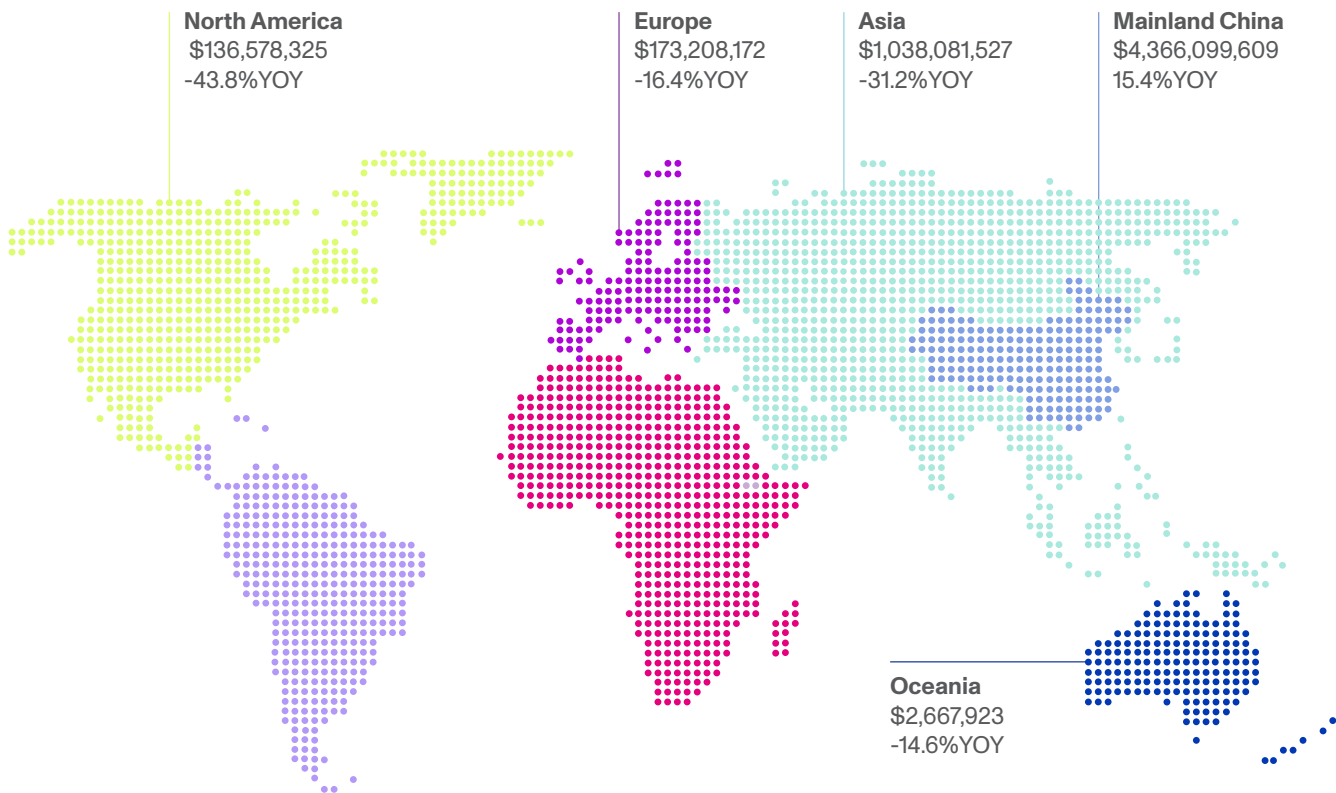 North America
$136,578,325
-43.8%YOY
Europe
$173,208,172
-16.4%YOY
Asia
$1,038,081,527
-31.2%YOY
Mainland China
$4,366,099,609
15.4%YOY
Oceania
$2,667,923
-14.6%YOY